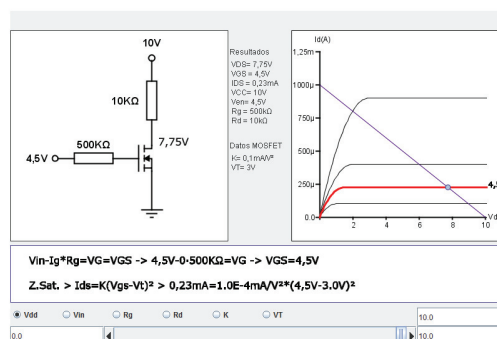 10V
10KΩ
7,75V
500KΩ
4,5V
Resultados
VDS= 7,75V
VGS= 4,5V
IDS= 0,23mA
VCC= 10V
Ven= 4,5V
Rg= 500kΩ
Rd= 10kΩ
Datos MOSFET
K= 0,1mA/V²
VT= 3V
Id(A)
1,25m
1000µ
750µ
500µ
250µ
0.0
0 2 4 6 8 10
4,5
Vd
Vin-Ig*Rg=VG=VGS -> 4,5V-0·500KΩ=VG -> VGS=4,5V
Z.Sat. > Ids=K(Vgs-Vt)² > 0,23mA=1.0E-4mA/V²*(4,5V-3.0V)²
Vdd Vin Rg Rd K VT
10.0
0.0
10.0